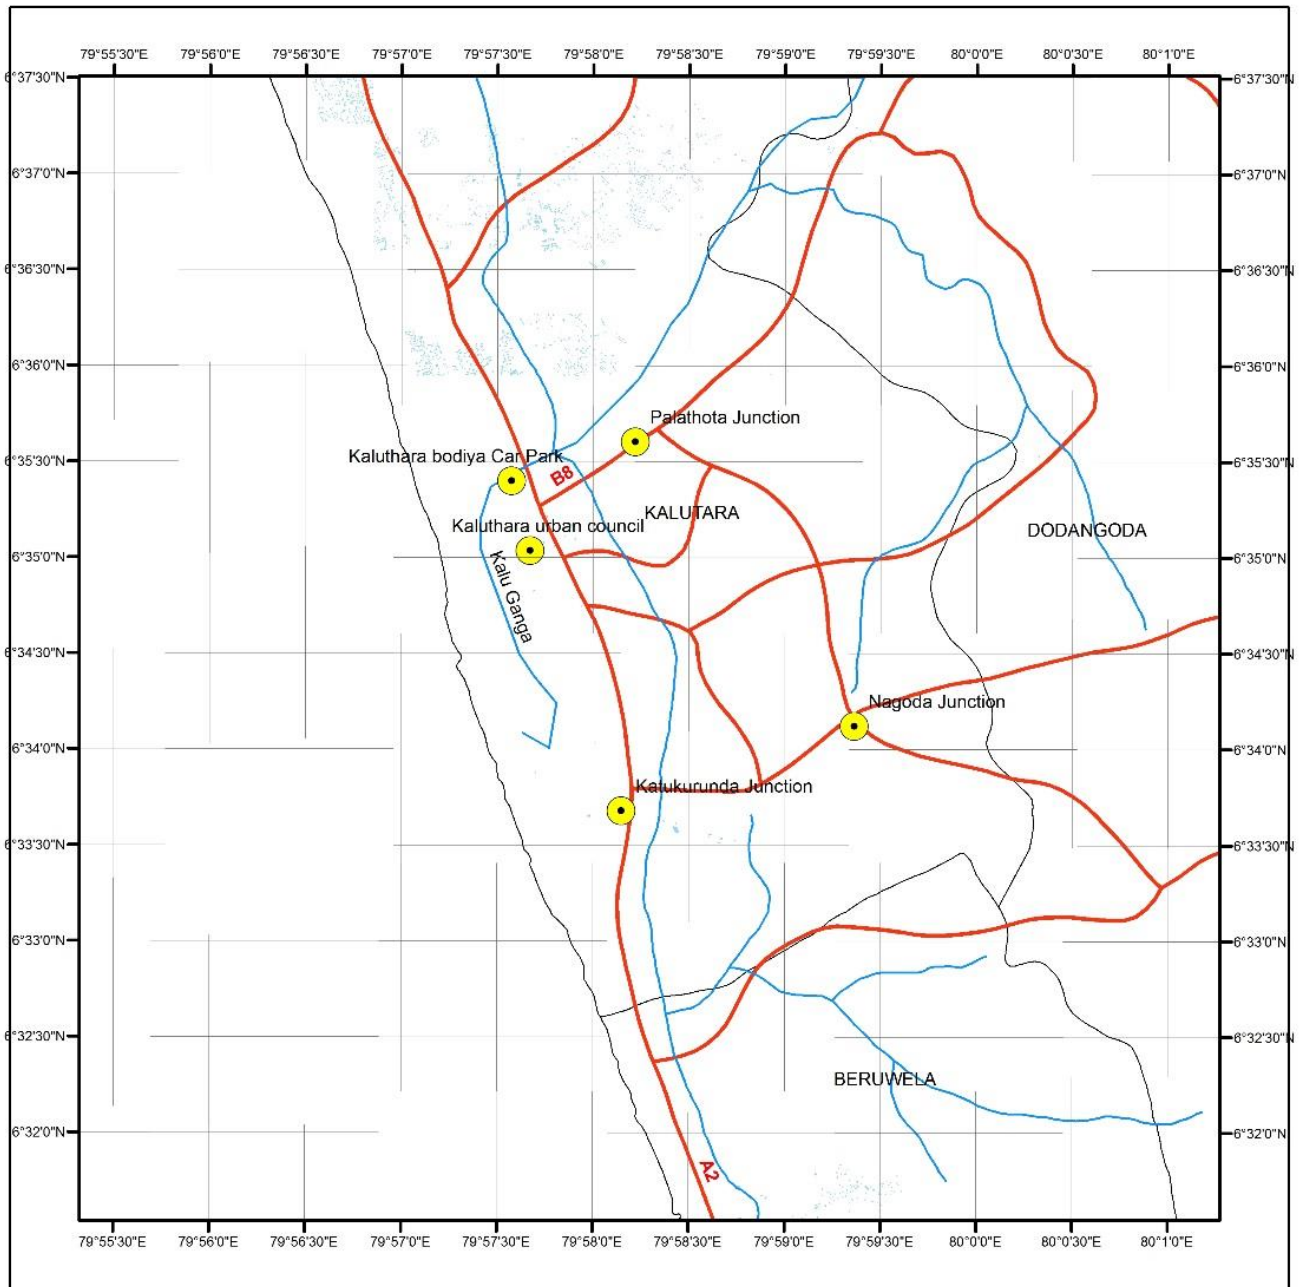 79°55'30"E 79°56'0"E 79°56'30"E 79°57'0"E 79°57'30"E 79°58'0"E 79°58'30"E 79°59'0"E 79°59'30"E 80°0'0"E 80°0'30"E 80°1'0"E
6°37'30"N 6°37'30"N
6°37'0"N 6°37'0"N
6°36'30"N 6°36'30"N
6°36'0"N 6°36'0"N
Palathota Junction
Kaluthara bodiya Car Park
6°35'30"N 6°35'30"N
B8
KALUTARA
Kaluthara urban council
DODANGODA
6°35'0"N 6°35'0"N
Kalu Ganga
6°34'30"N 6°34'30"N
Nagoda Junction
6°34'0"N 6°34'0"N
Katukurunda Junction
6°33'30"N 6°33'30"N
6°33'0"N 6°33'0"N
6°32'30"N 6°32'30"N
BERUWELA
6°32'0"N 6°32'0"N
A2
79°55'30"E 79°56'0"E 79°56'30"E 79°57'0"E 79°57'30"E 79°58'0"E 79°58'30"E 79°59'0"E 79°59'30"E 80°0'0"E 80°0'30"E 80°1'0"E